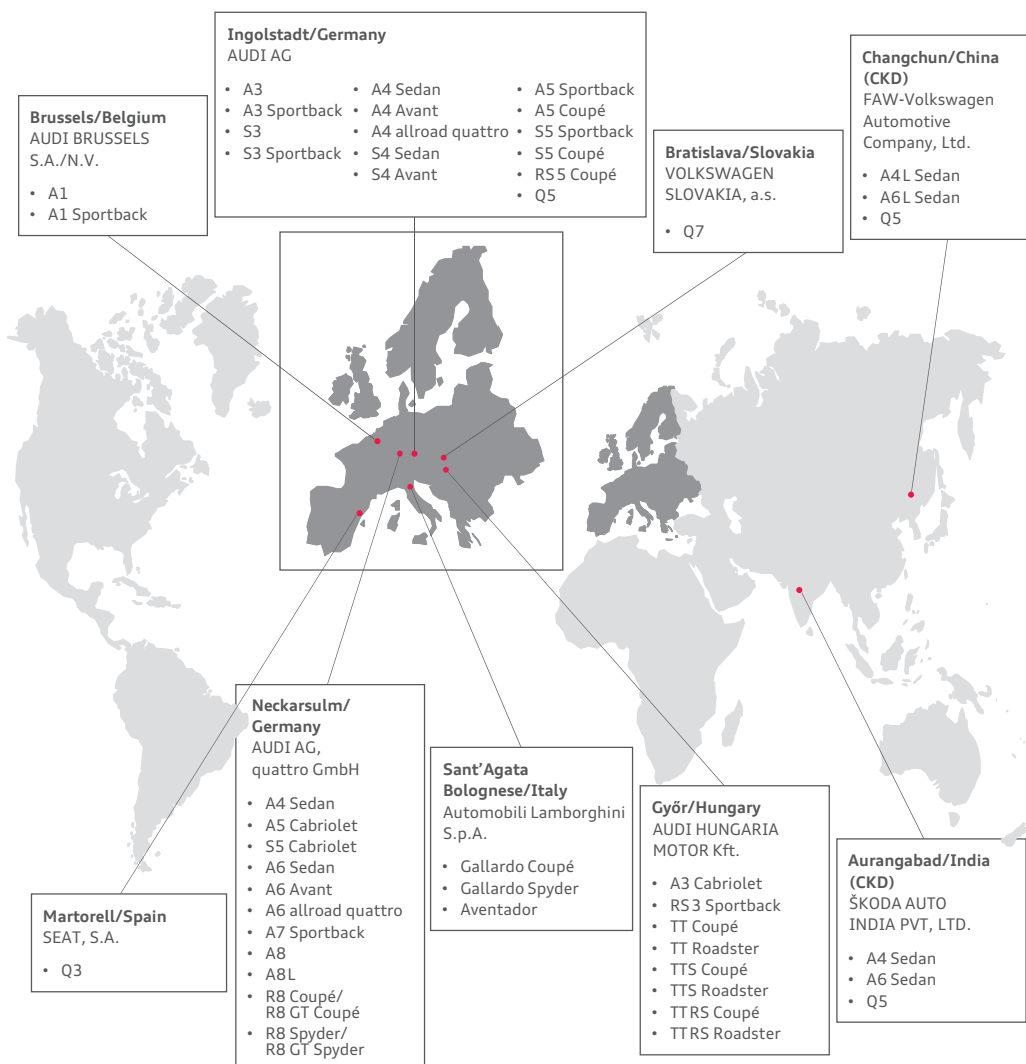 Ingolstadt/Germany
AUDI AG
• A3
• A3 Sportback
• S3
• S3 Sportback
• A4 Sedan
• A4 Avant
• A4 allroad quattro
• S4 Sedan
• S4 Avant
• A5 Sportback
• A5 Coupé
• S5 Sportback
• S5 Coupé
• RS 5 Coupé
• Q5
Changchun/China
(CKD)
FAW-Volkswagen
Automotive
Company, Ltd.
• A4 L Sedan
• A6 L Sedan
• Q5
Brussels/Belgium
AUDI BRUSSELS
S.A./N.V.
• A1
• A1 Sportback
Bratislava/Slovakia
VOLKSWAGEN
SLOVAKIA, a.s.
• Q7
Neckarsulm/
Germany
AUDI AG,
quattro GmbH
• A4 Sedan
• A5 Cabriolet
• S5 Cabriolet
• A6 Sedan
• A6 Avant
• A6 allroad quattro
• A7 Sportback
• A8
• A8 L
• R8 Coupé/
R8 GT Coupé
• R8 Spyder/
R8 GT Spyder
Sant'Agata
Bolognese/Italy
Automobili Lamborghini
S.p.A.
• Gallardo Coupé
• Gallardo Spyder
• Aventador
Győr/Hungary
AUDI HUNGARIA
MOTOR Kft.
• A3 Cabriolet
• RS 3 Sportback
• TT Coupé
• TT Roadster
• TTS Coupé
• TTS Roadster
• TT RS Coupé
• TT RS Roadster
Aurangabad/India
(CKD)
ŠKODA AUTO
INDIA PVT, LTD.
• A4 Sedan
• A6 Sedan
• Q5
Martorell/Spain
SEAT, S.A.
• Q3